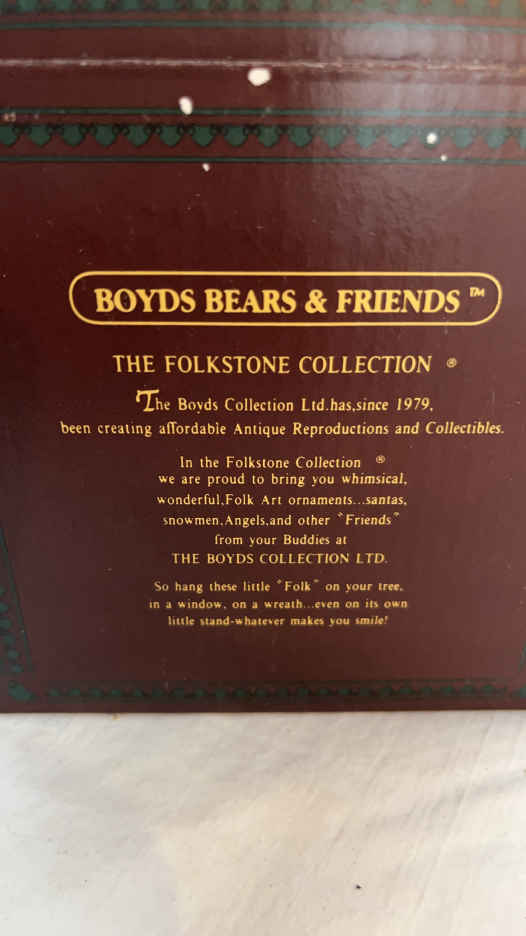 BOYDS BEARS & FRIENDS ™
THE FOLKSTONE COLLECTION ®
The Boyds Collection Ltd.has,since 1979,
been creating affordable Antique Reproductions and Collectibles.
In the Folkstone Collection ®
we are proud to bring you whimsical,
wonderful,Folk Art ornaments...santas,
snowmen,Angels,and other "Friends"
from your Buddies at
THE BOYDS COLLECTION LTD.
So hang these little "Folk" on your tree,
in a window, on a wreath...even on its own
little stand-whatever makes you smile!